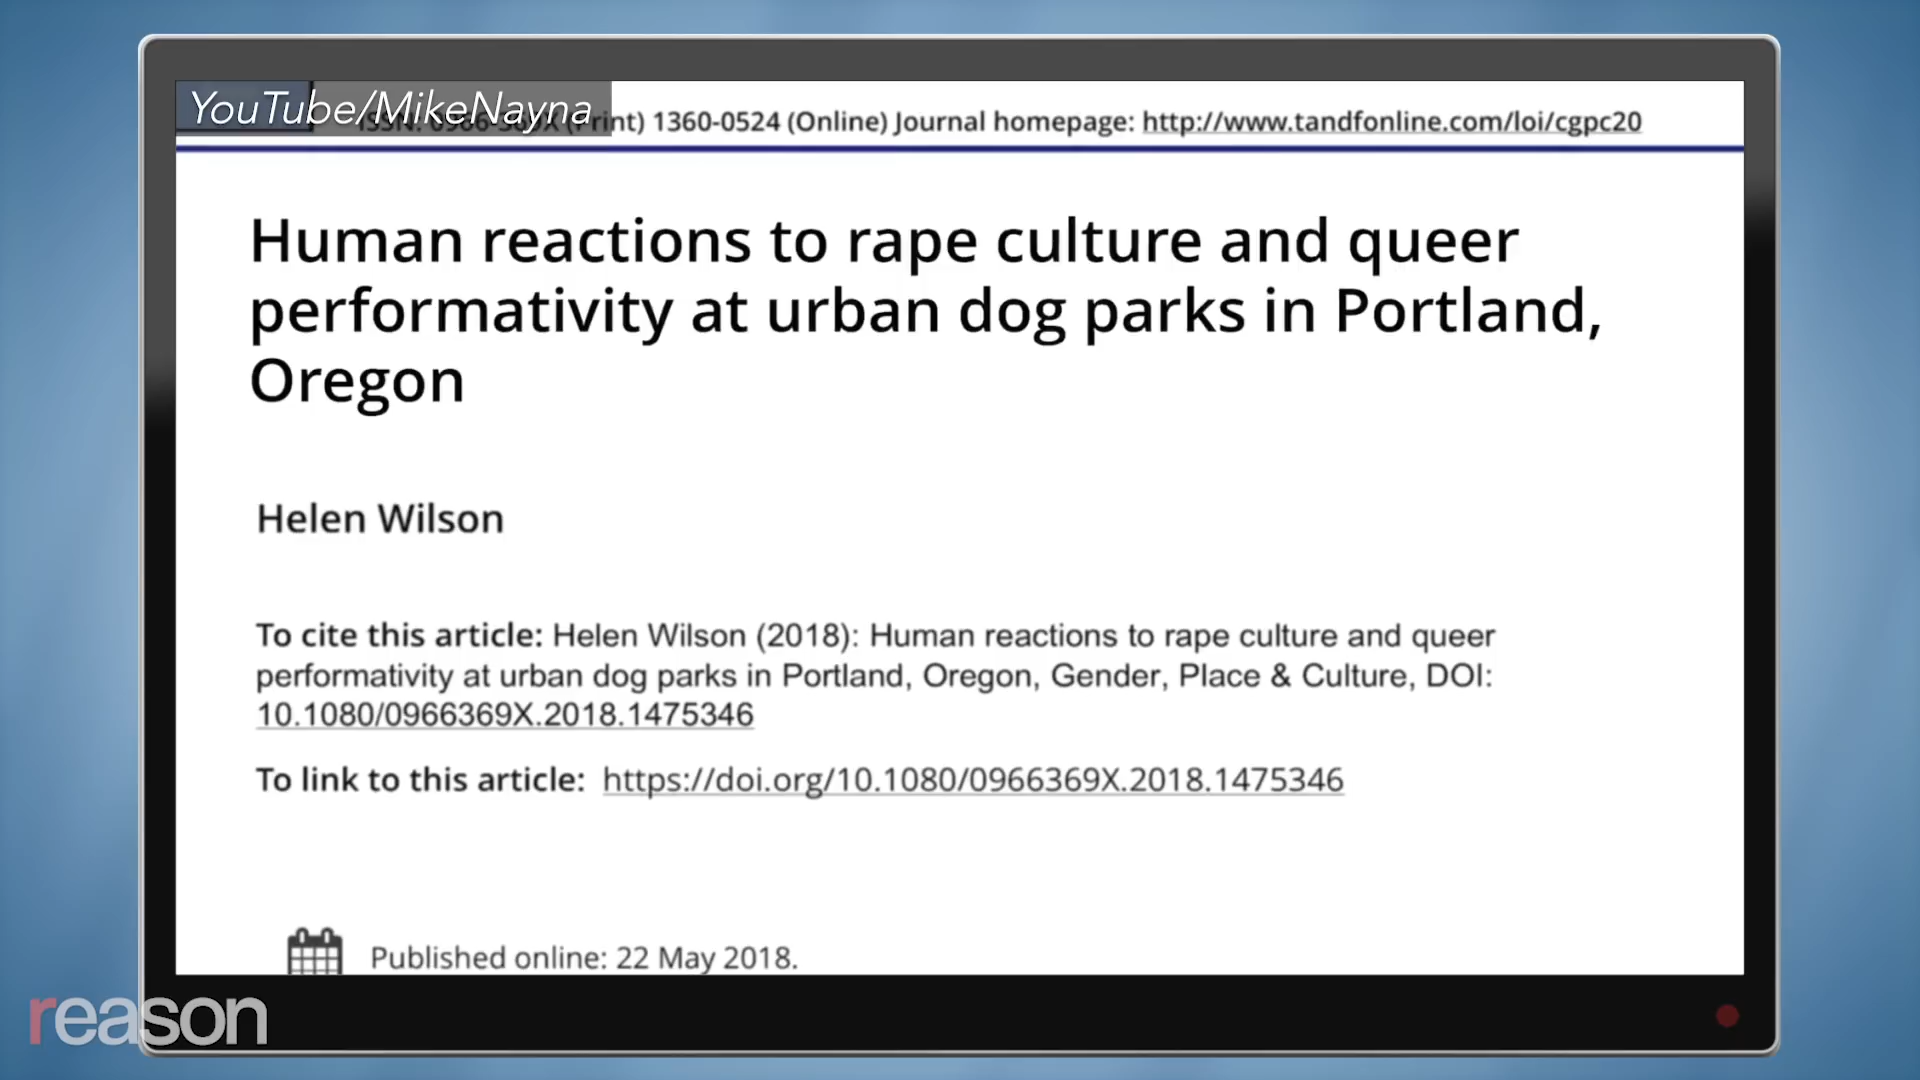 YouTube/MikeNayna
ISSN: 0966-369X (Print) 1360-0524 (Online) Journal homepage: http://www.tandfonline.com/loi/cgpc20
Human reactions to rape culture and queer
performativity at urban dog parks in Portland,
Oregon
Helen Wilson
To cite this article: Helen Wilson (2018): Human reactions to rape culture and queer
performativity at urban dog parks in Portland, Oregon, Gender, Place & Culture, DOI:
10.1080/0966369X.2018.1475346
To link to this article: https://doi.org/10.1080/0966369X.2018.1475346
Published online: 22 May 2018.
reason